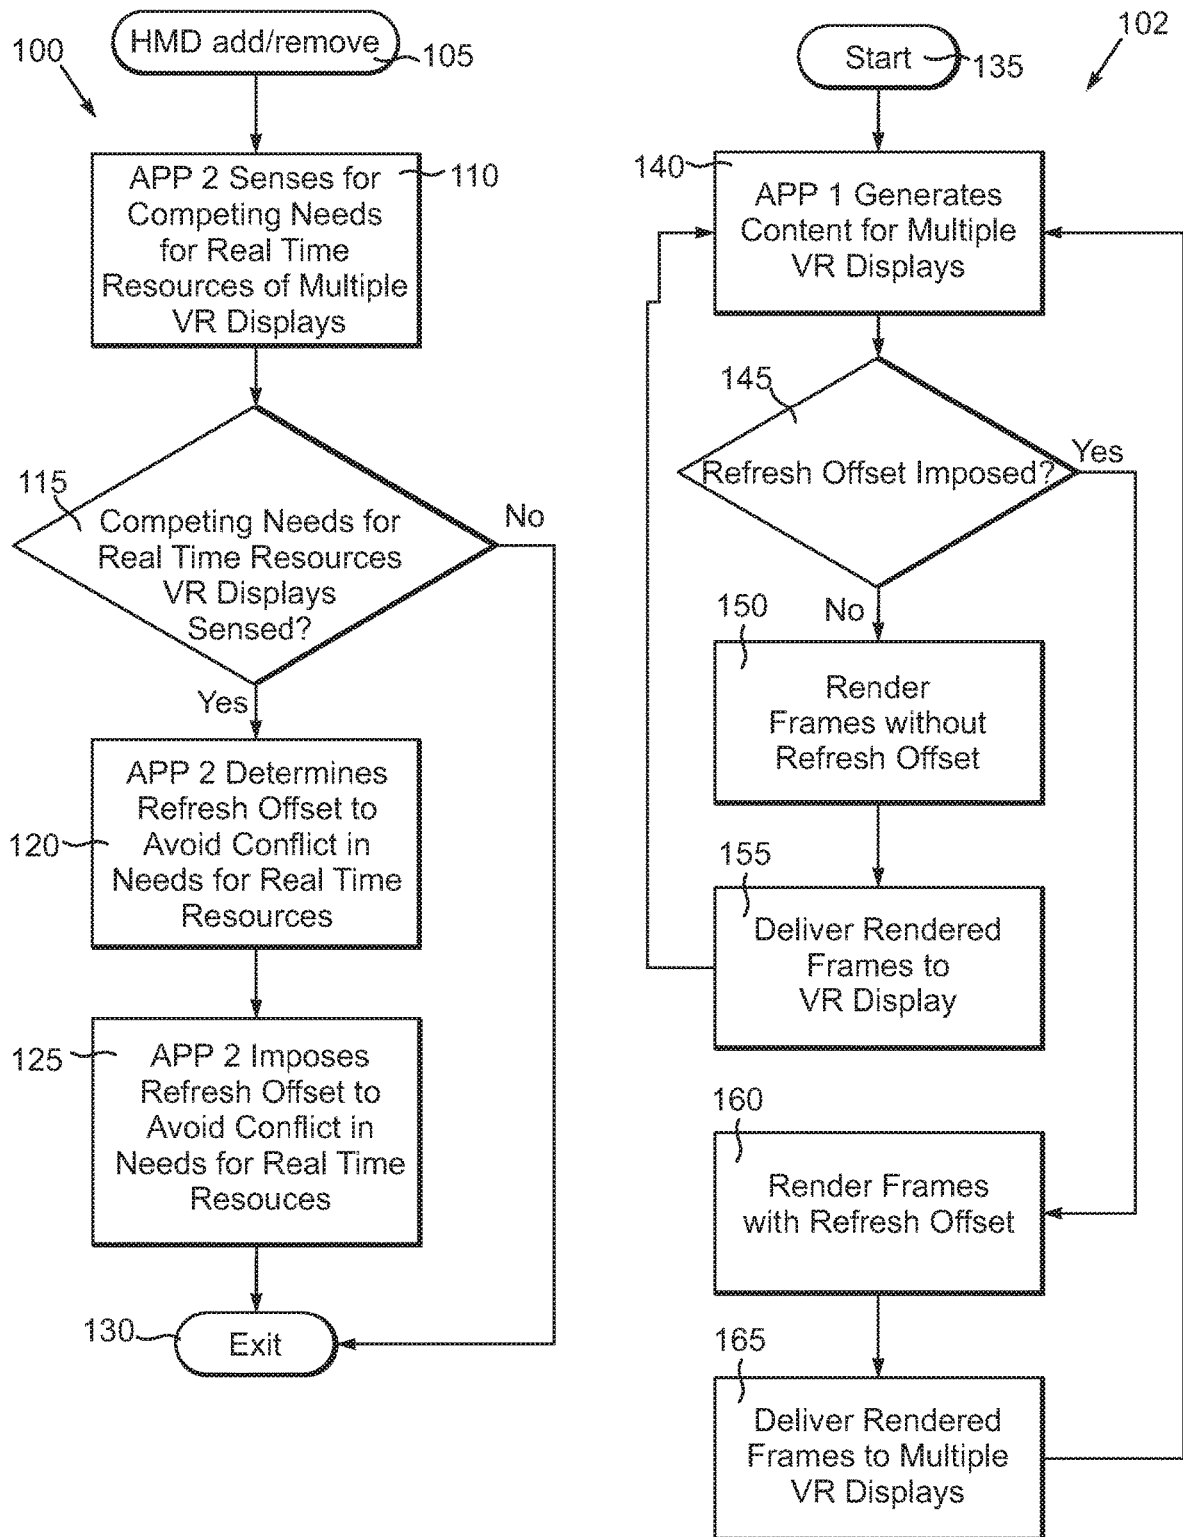 100
HMD add/remove
105
APP 2 Senses for
Competing Needs
for Real Time
Resources of Multiple
VR Displays
110
115
Competing Needs for
Real Time Resources
VR Displays
Sensed?
No
Yes
APP 2 Determines
Refresh Offset to
Avoid Conflict in
Needs for Real Time
Resources
120
125
APP 2 Imposes
Refresh Offset to
Avoid Conflict in
Needs for Real Time
Resouces
130
Exit
102
Start
135
140
APP 1 Generates
Content for Multiple
VR Displays
145
Refresh Offset Imposed?
Yes
No
150
Render
Frames without
Refresh Offset
155
Deliver Rendered
Frames to
VR Display
160
Render Frames
with Refresh Offset
165
Deliver Rendered
Frames to Multiple
VR Displays